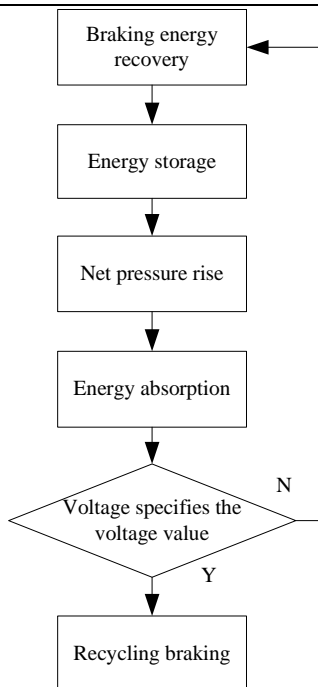 Braking energy
recovery
Energy storage
Net pressure rise
Energy absorption
Voltage specifies the
voltage value
N
Y
Recycling braking